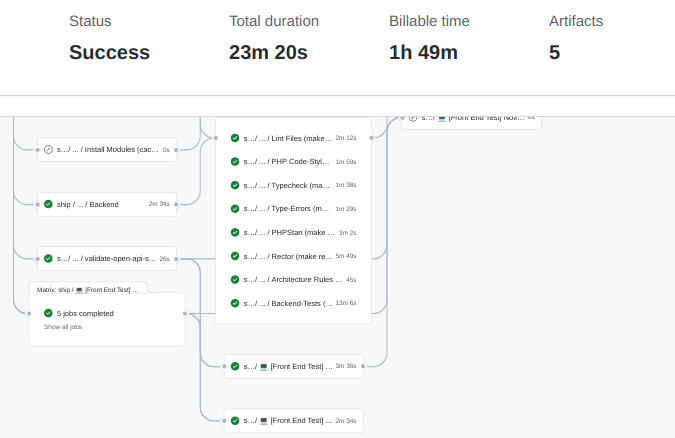 Status
Success
Total duration
23m 20s
Billable time
1h 49m
Artifacts
5
s…/ ... / Install Modules (cac… 0s
ship / ... / Backend 2m 34s
s…/ ... / validate-open-api-s… 26s
Matrix: ship / 💻 [Front End Test] ...
5 jobs completed
Show all jobs
s…/ ... / Lint Files (make… 2m 12s
s…/ ... / PHP Code-Styl… 1m 59s
s…/ ... / Typecheck (ma… 1m 38s
s…/ ... / Type-Errors (m… 1m 29s
s…/ ... / PHPStan (make … 3m 2s
s…/ ... / Rector (make re… 5m 49s
s…/ ... / Architecture Rules … 45s
s…/ ... / Backend-Tests (… 13m 6s
s…/ 💻 [Front End Test] … 3m 36s
s…/ 💻 [Front End Test] … 2m 34s
s…/ 💻 [Front End Test] Noti… 0s